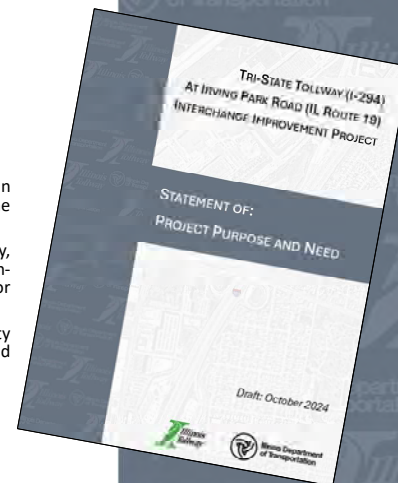 TRI-STATE TOLLWAY (I-294)
AT IRVING PARK ROAD (IL ROUTE 19)
INTERCHANGE IMPROVEMENT PROJECT
STATEMENT OF:
PROJECT PURPOSE AND NEED
Draft: October 2024
Illinois
Tollway
Illinois Department
of Transportation